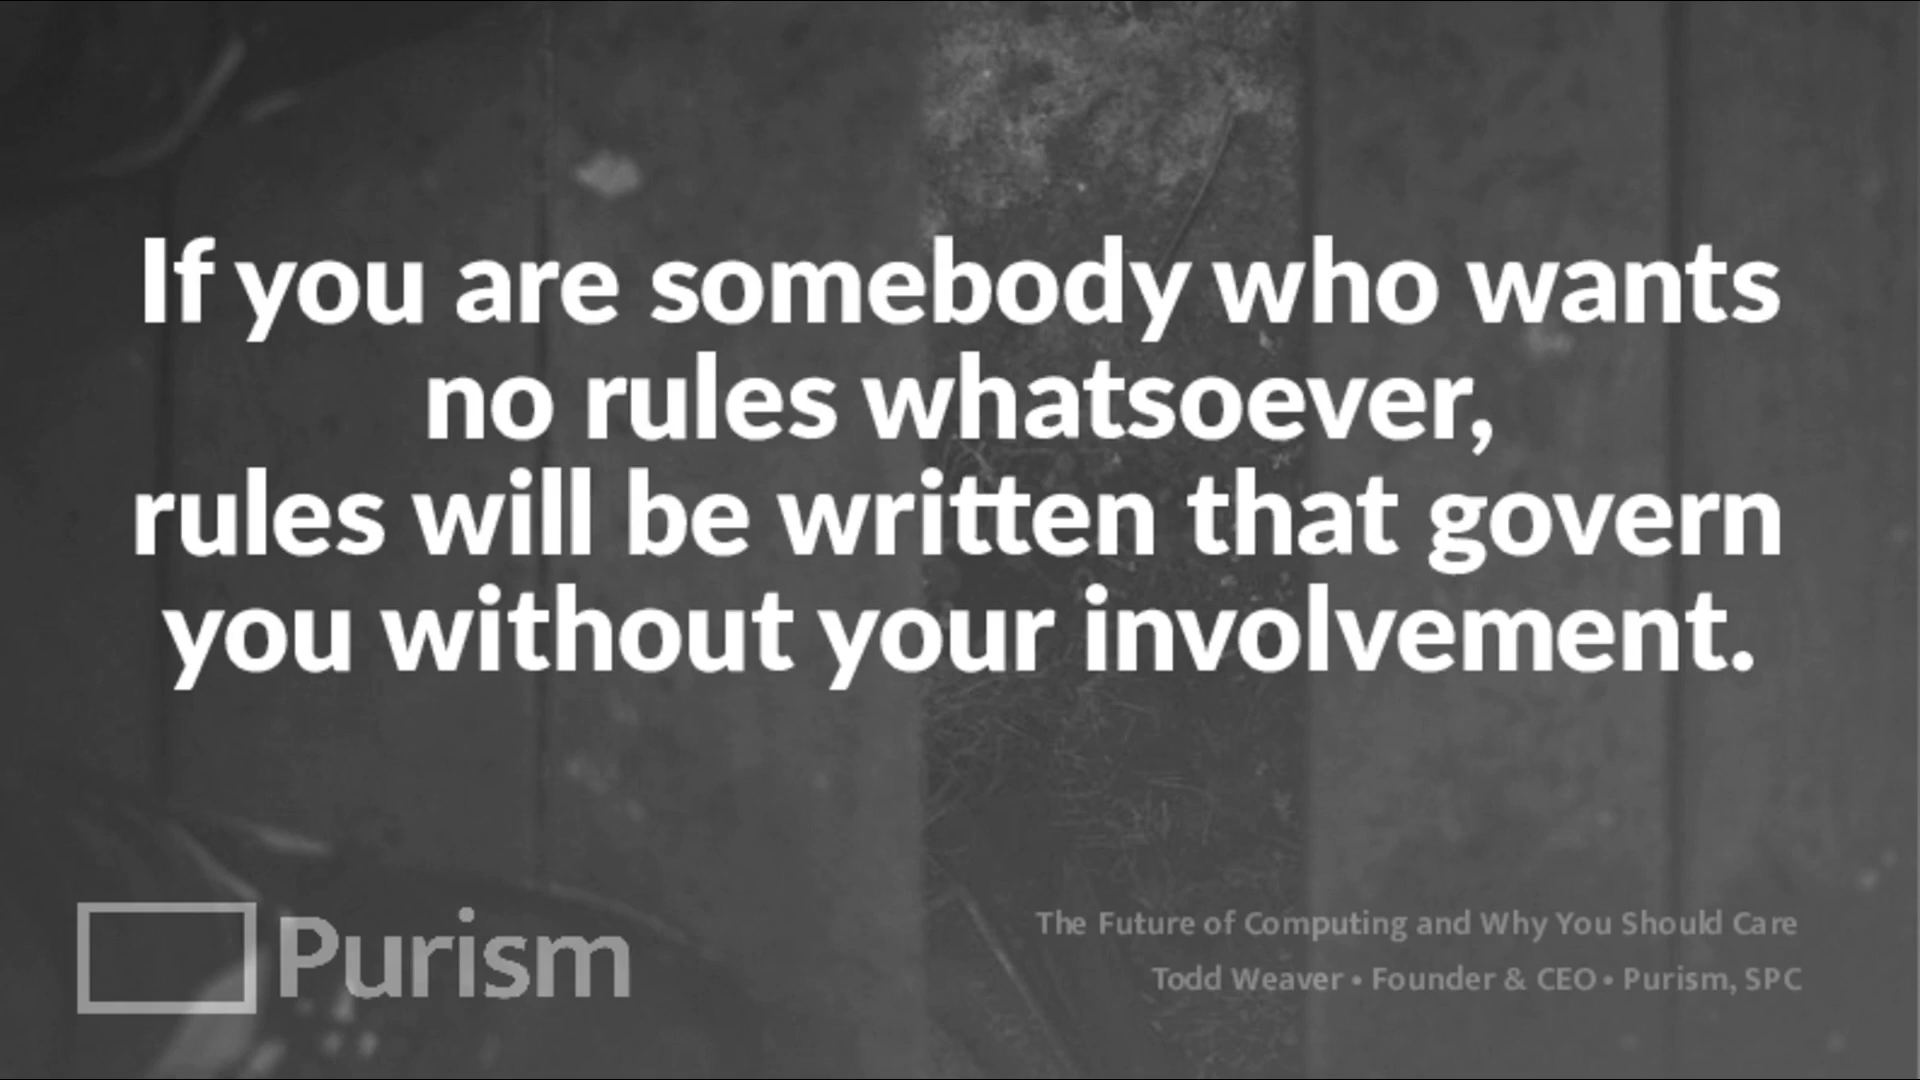 If you are somebody who wants
no rules whatsoever,
rules will be written that govern
you without your involvement.
Purism
The Future of Computing and Why You Should Care
Todd Weaver • Founder & CEO • Purism, SPC